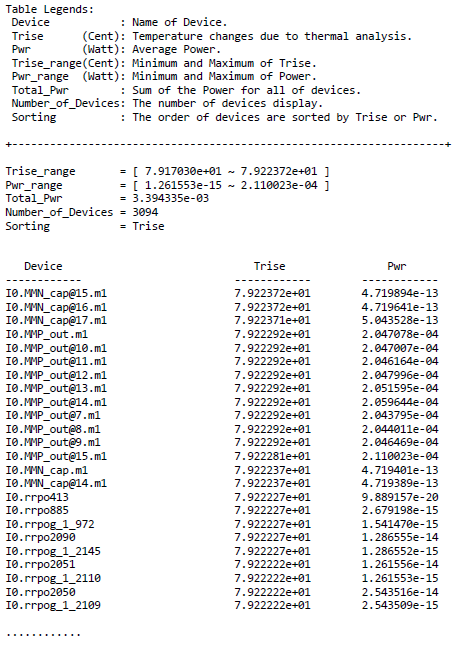 Table Legends:
Device : Name of Device.
Trise (Cent): Temperature changes due to thermal analysis.
Pwr (Watt): Average Power.
Trise_range(Cent): Minimum and Maximum of Trise.
Pwr_range (Watt): Minimum and Maximum of Power.
Total_Pwr : Sum of the Power for all of devices.
Number_of_Devices: The number of devices display.
Sorting : The order of devices are sorted by Trise or Pwr.
+-------------------------------------------------------------+
Trise_range = [ 7.917030e+01 ~ 7.922372e+01 ]
Pwr_range = [ 1.261553e-15 ~ 2.110023e-04 ]
Total_Pwr = 3.394335e-03
Number_of_Devices = 3094
Sorting = Trise
Device Trise Pwr
------------ ------------ ------------
I0.MMN_cap@15.m1 7.922372e+01 4.719894e-13
I0.MMN_cap@16.m1 7.922372e+01 4.719641e-13
I0.MMN_cap@17.m1 7.922371e+01 5.043528e-13
I0.MMP_out.m1 7.922292e+01 2.047078e-04
I0.MMP_out@10.m1 7.922292e+01 2.047007e-04
I0.MMP_out@11.m1 7.922292e+01 2.046164e-04
I0.MMP_out@12.m1 7.922292e+01 2.047996e-04
I0.MMP_out@13.m1 7.922292e+01 2.051595e-04
I0.MMP_out@14.m1 7.922292e+01 2.059644e-04
I0.MMP_out@7.m1 7.922292e+01 2.043795e-04
I0.MMP_out@8.m1 7.922292e+01 2.044011e-04
I0.MMP_out@9.m1 7.922292e+01 2.046469e-04
I0.MMP_out@15.m1 7.922281e+01 2.110023e-04
I0.MMN_cap.m1 7.922237e+01 4.719401e-13
I0.MMN_cap@14.m1 7.922237e+01 4.719389e-13
I0.rrpo413 7.922227e+01 9.889157e-20
I0.rrpo885 7.922227e+01 2.679198e-15
I0.rrpog_1_972 7.922227e+01 1.541470e-15
I0.rrpo2090 7.922227e+01 1.286555e-14
I0.rrpog_1_2145 7.922227e+01 1.286552e-15
I0.rrpo2051 7.922222e+01 1.261556e-14
I0.rrpog_1_2110 7.922222e+01 1.261553e-15
I0.rrpo2050 7.922222e+01 2.543516e-14
I0.rrpog_1_2109 7.922222e+01 2.543509e-15
............